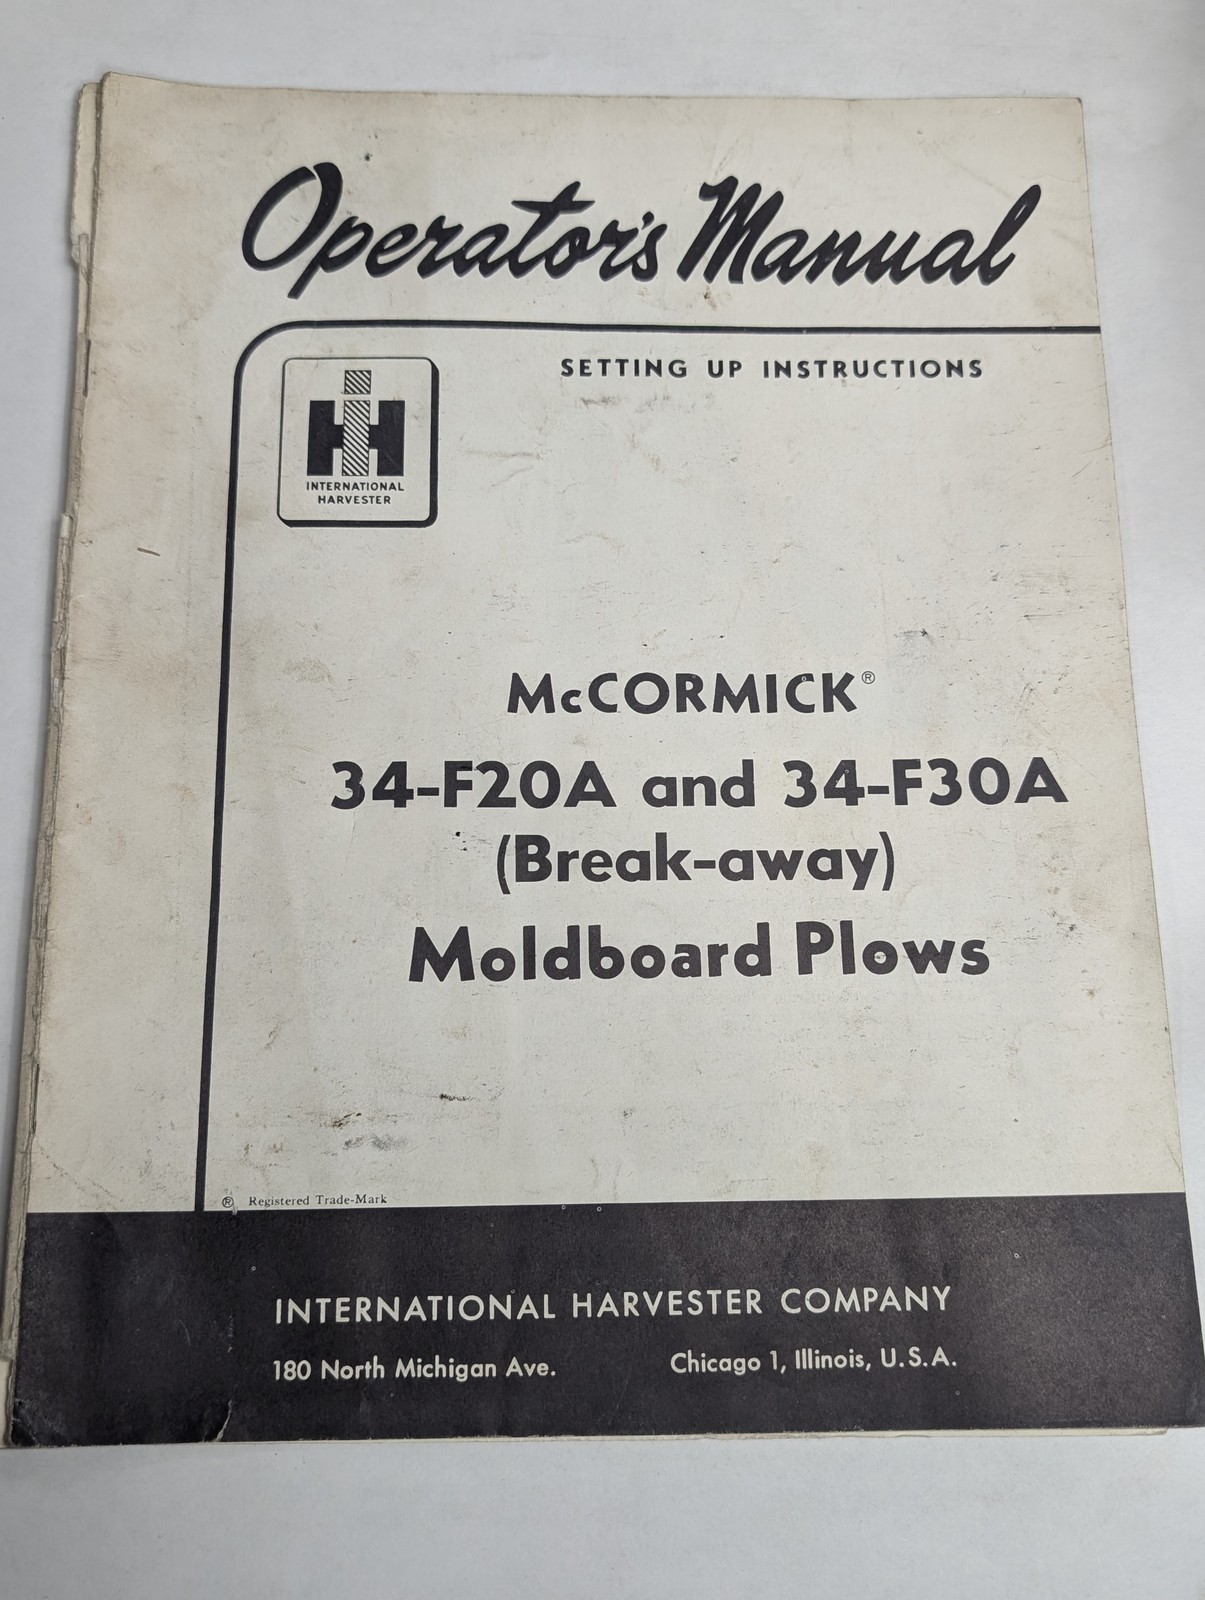 Operator's Manual
SETTING UP INSTRUCTIONS
IH
INTERNATIONAL
HARVESTER
McCORMICK®
34-F20A and 34-F30A
(Break-away)
Moldboard Plows
® Registered Trade-Mark
INTERNATIONAL HARVESTER COMPANY
180 North Michigan Ave. Chicago 1, Illinois, U.S.A.